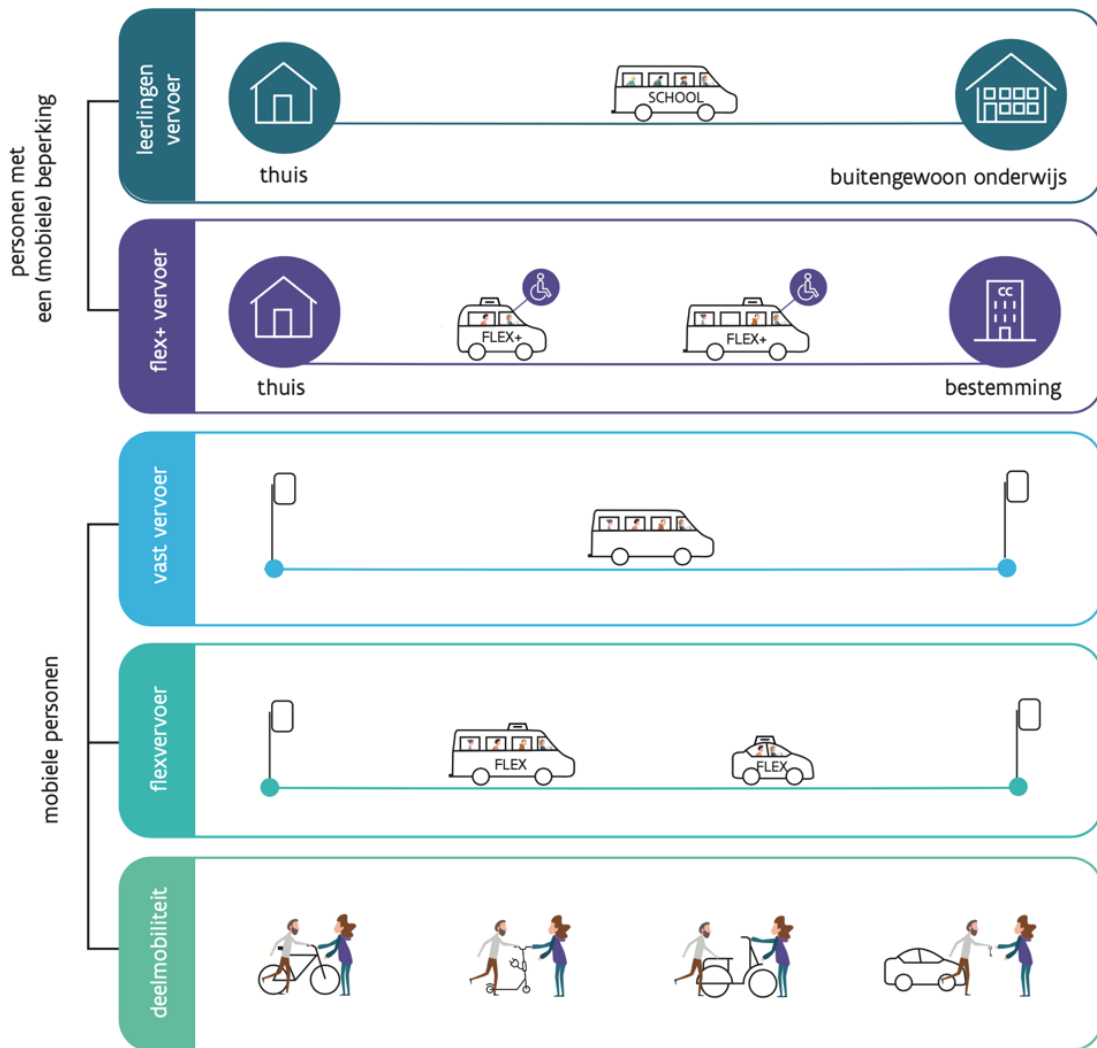 personen met
een (mobiele) beperking
leerlingen
vervoer
SCHOOL
thuis
buitengewoon onderwijs
flex+ vervoer
FLEX+
FLEX+
CC
thuis
bestemming
mobiele personen
vast vervoer
flexvervoer
FLEX
FLEX
deelmobiliteit